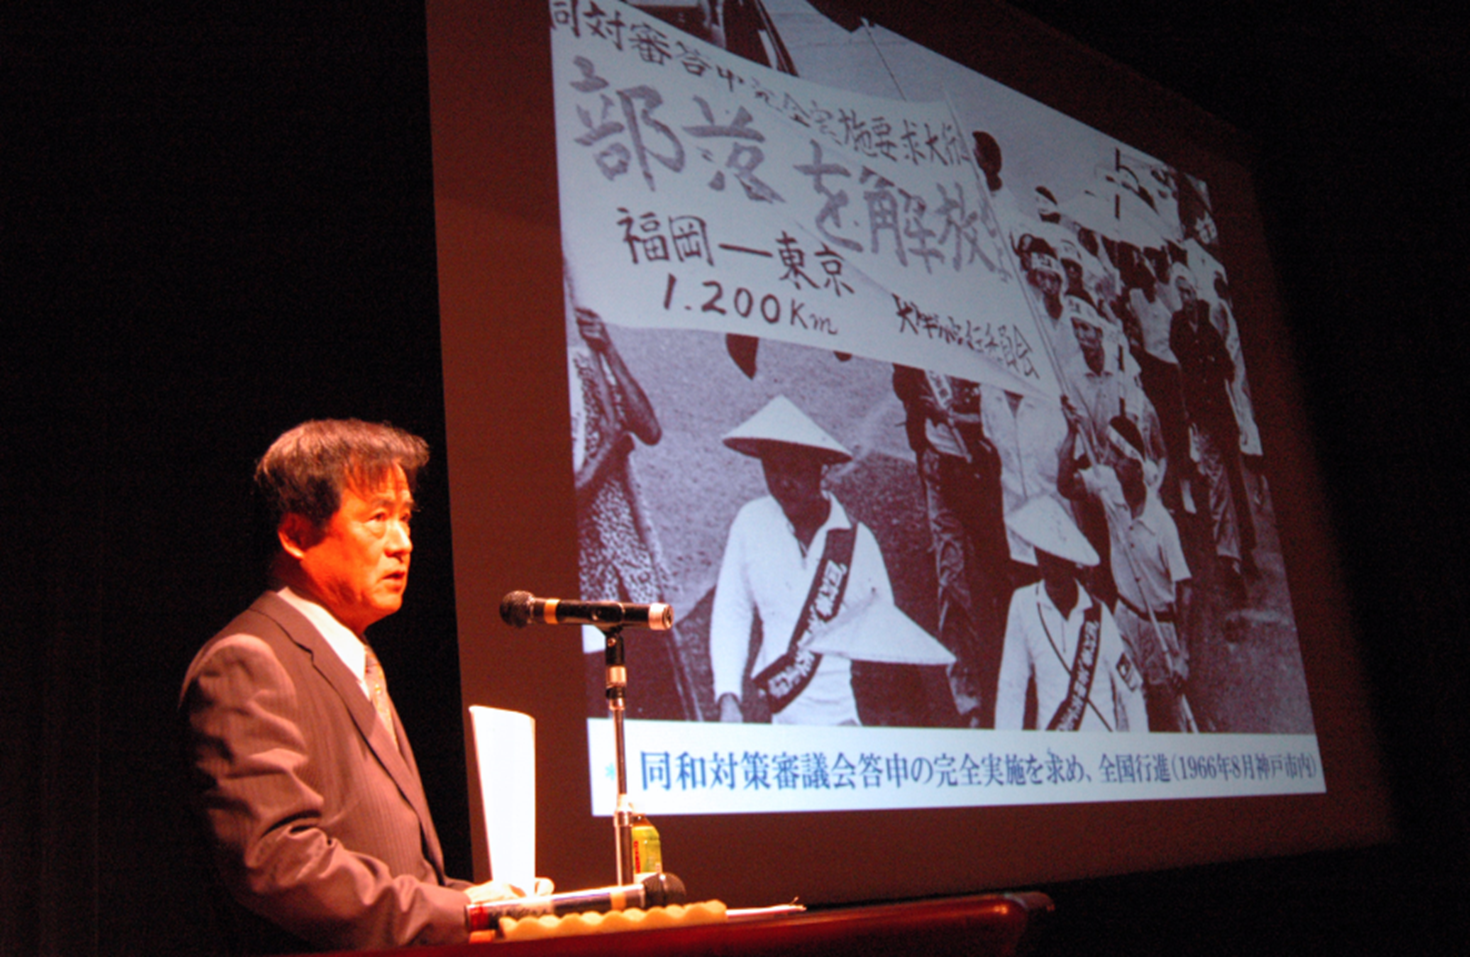 同対審答申完全実施要求大行
部落を解放
福岡—東京
1.200Km
同和対策審議会答申の完全実施を求め、全国行進(1966年8月神戸市内)